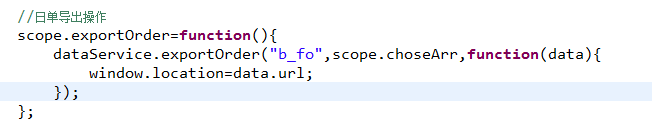 //日单导出操作
scope.exportOrder=function(){
    dataService.exportOrder("b_fo",scope.choseArr,function(data){
        window.location=data.url;
    });
};